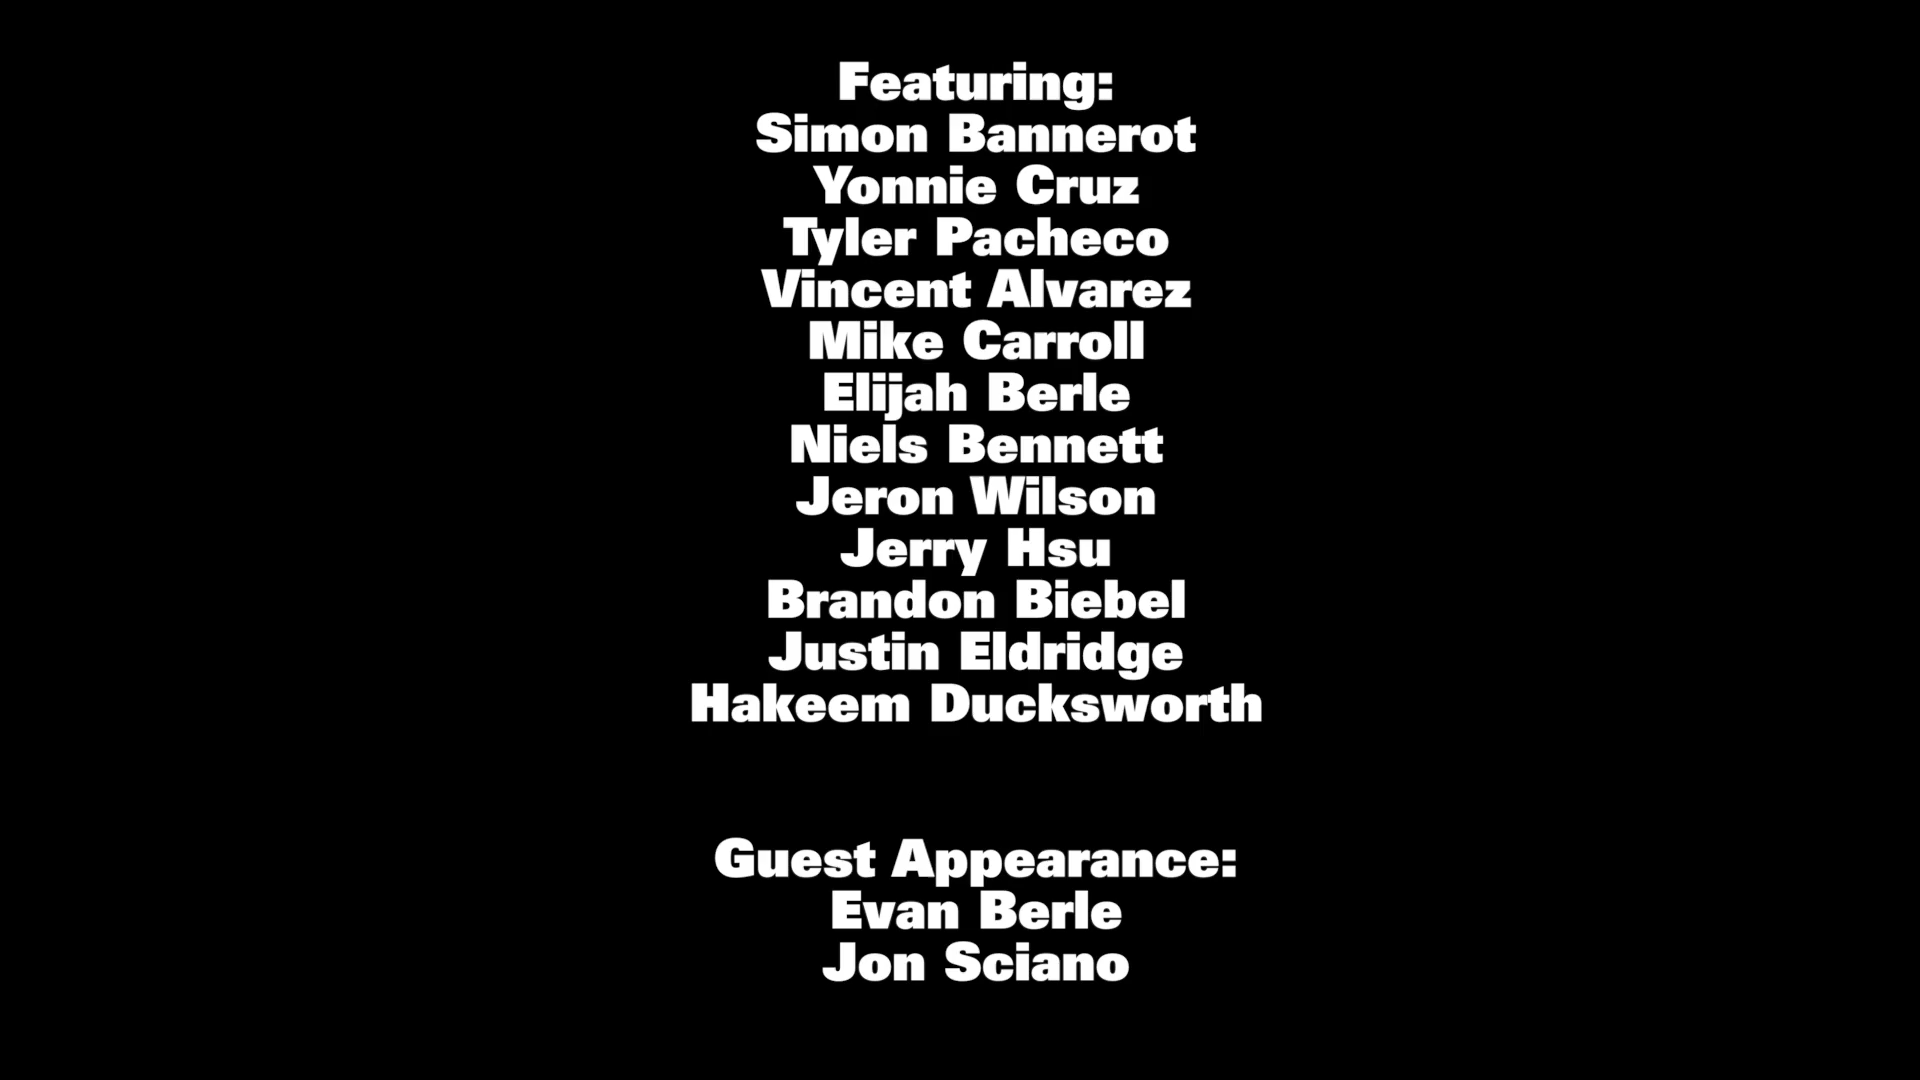 Featuring:
Simon Bannerot
Yonnie Cruz
Tyler Pacheco
Vincent Alvarez
Mike Carroll
Elijah Berle
Niels Bennett
Jeron Wilson
Jerry Hsu
Brandon Biebel
Justin Eldridge
Hakeem Ducksworth
Guest Appearance:
Evan Berle
Jon Sciano